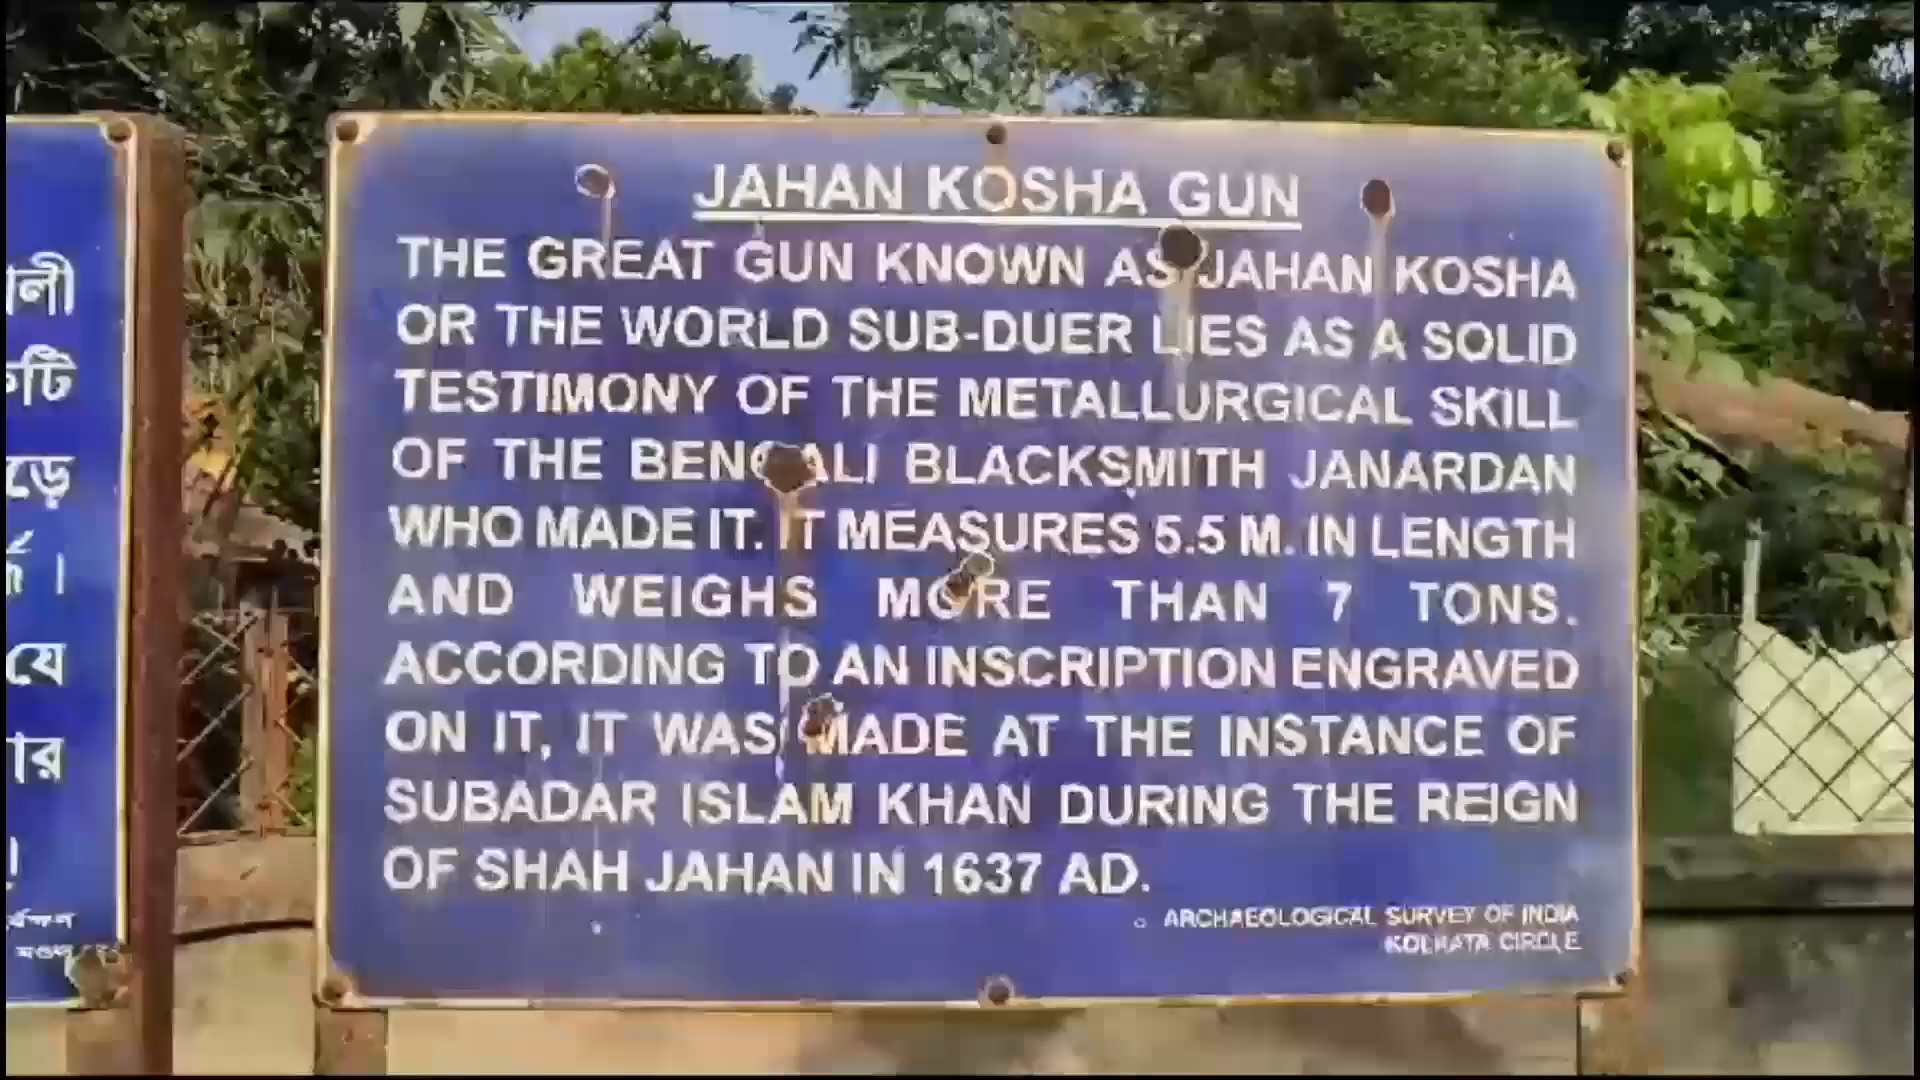 লী
টি
ড়ে
।
যে
ার
।
JAHAN KOSHA GUN
THE GREAT GUN KNOWN AS JAHAN KOSHA
OR THE WORLD SUB-DUER LIES AS A SOLID
TESTIMONY OF THE METALLURGICAL SKILL
OF THE BENGALI BLACKSMITH JANARDAN
WHO MADE IT. IT MEASURES 5.5 M. IN LENGTH
AND WEIGHS MORE THAN 7 TONS.
ACCORDING TO AN INSCRIPTION ENGRAVED
ON IT, IT WAS MADE AT THE INSTANCE OF
SUBADAR ISLAM KHAN DURING THE REIGN
OF SHAH JAHAN IN 1637 AD.
ARCHAEOLOGICAL SURVEY OF INDIA
KOLKATA CIRCLE